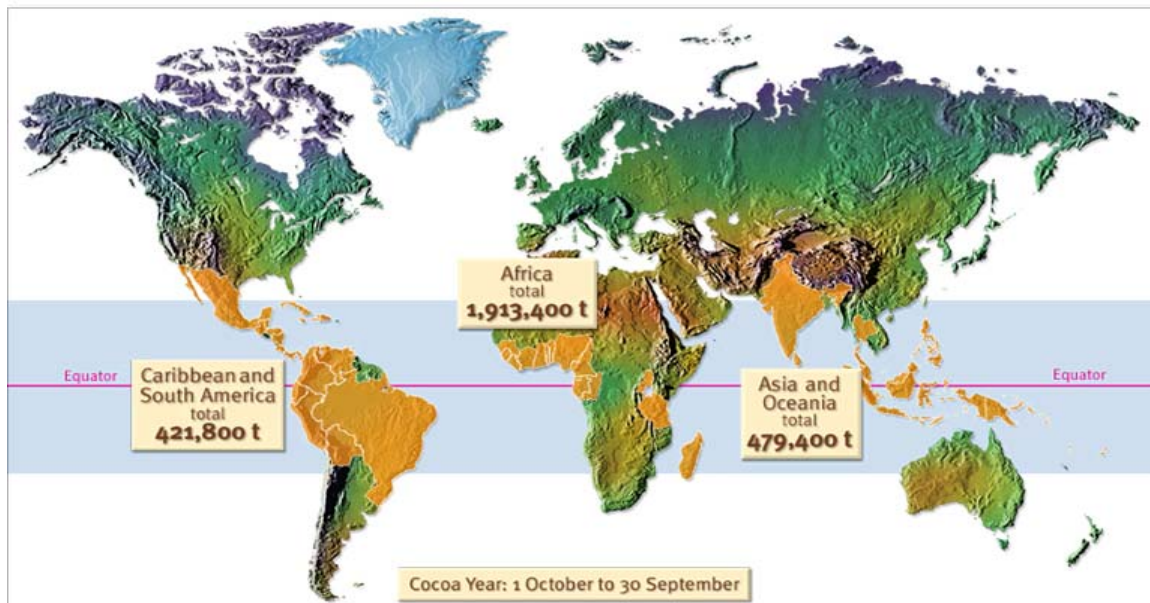 Africa
total
1,913,400 t
Equator
Caribbean and
South America
total
421,800 t
Asia and
Oceania
total
479,400 t
Equator
Cocoa Year: 1 October to 30 September